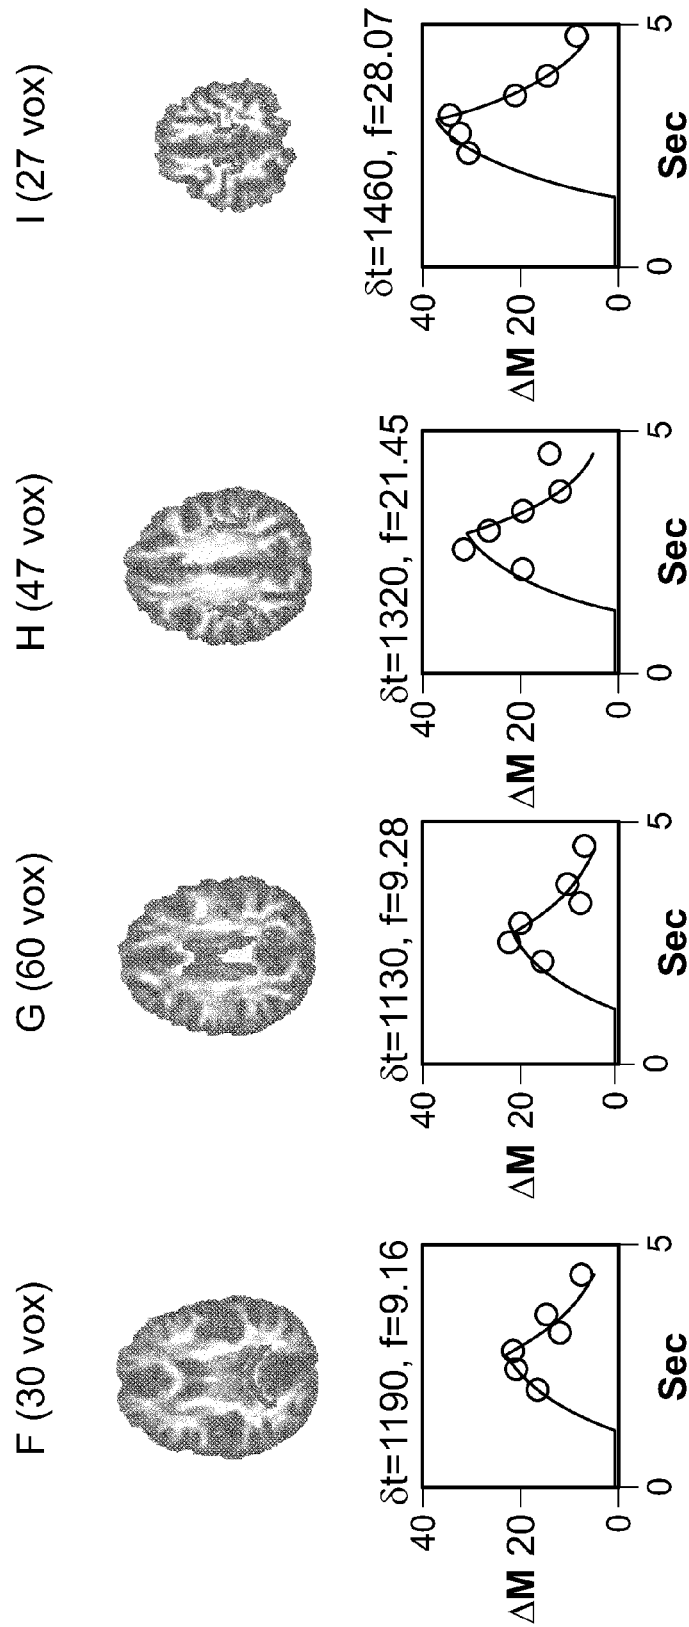 F (30 vox)
G (60 vox)
H (47 vox)
I (27 vox)
δt=1190, f=9.16
δt=1130, f=9.28
δt=1320, f=21.45
δt=1460, f=28.07
40
ΔM 20
0
0
5
Sec
40
ΔM 20
0
0
5
Sec
40
ΔM 20
0
0
5
Sec
40
ΔM 20
0
0
5
Sec